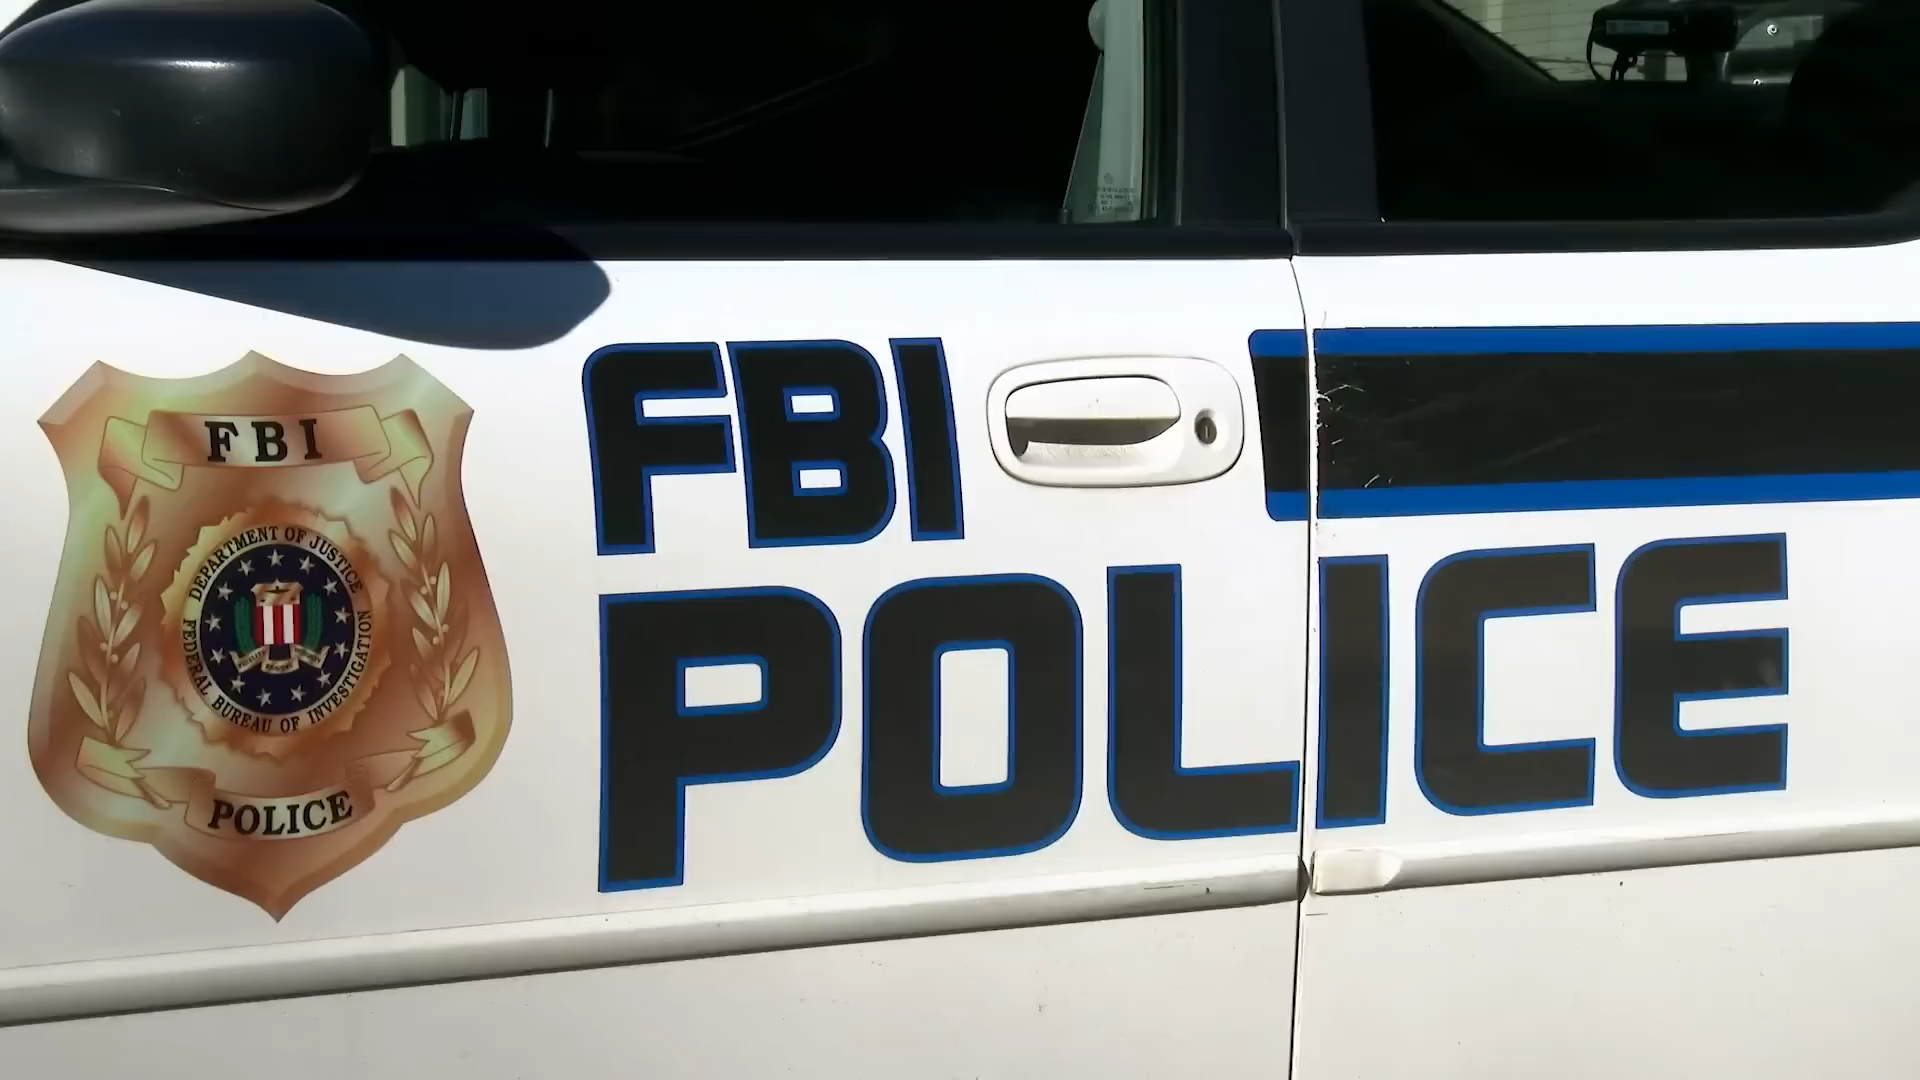 FBI
DEPARTMENT OF JUSTICE
FEDERAL BUREAU OF INVESTIGATION
POLICE
FBI
POLICE